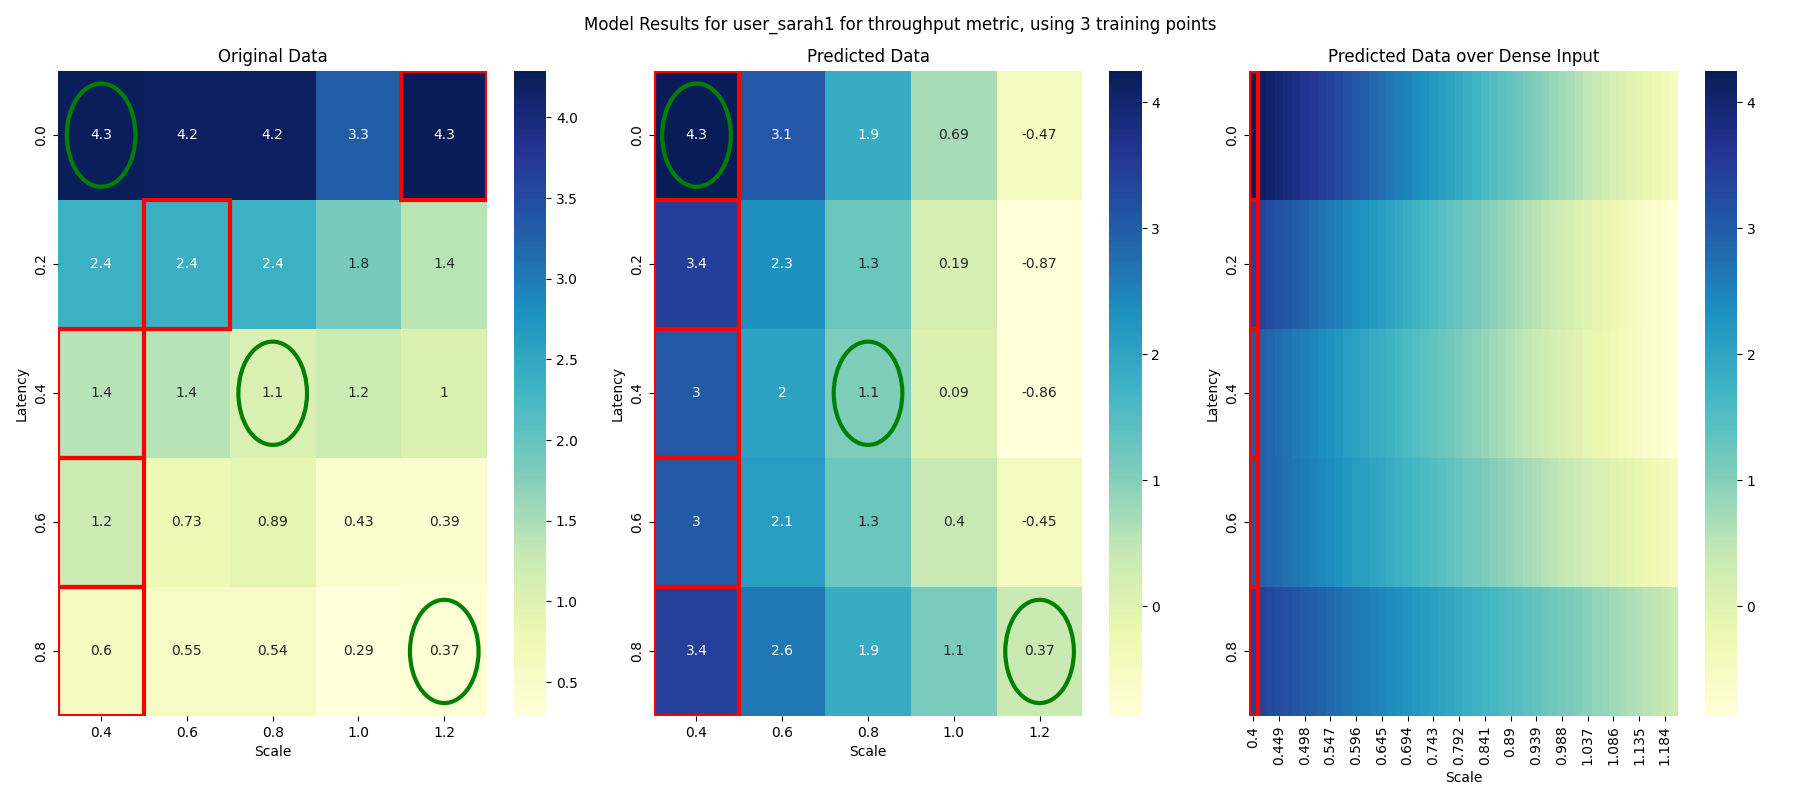 Model Results for user_sarah1 for throughput metric, using 3 training points
Original Data
0.0 4.3 4.2 4.2 3.3 4.3
0.2 2.4 2.4 2.4 1.8 1.4
0.4 1.4 1.4 1.1 1.2 1
0.6 1.2 0.73 0.89 0.43 0.39
0.8 0.6 0.55 0.54 0.29 0.37
0.4 0.6 0.8 1.0 1.2
Scale
Latency
4.0
3.5
3.0
2.5
2.0
1.5
1.0
0.5
Predicted Data
0.0 4.3 3.1 1.9 0.69 -0.47
0.2 3.4 2.3 1.3 0.19 -0.87
0.4 3 2 1.1 0.09 -0.86
0.6 3 2.1 1.3 0.4 -0.45
0.8 3.4 2.6 1.9 1.1 0.37
0.4 0.6 0.8 1.0 1.2
Scale
Latency
4
3
2
1
0
Predicted Data over Dense Input
0.0
0.2
0.4
0.6
0.8
0.4 0.449 0.498 0.547 0.596 0.645 0.694 0.743 0.792 0.841 0.89 0.939 0.988 1.037 1.086 1.135 1.184
Scale
Latency
4
3
2
1
0